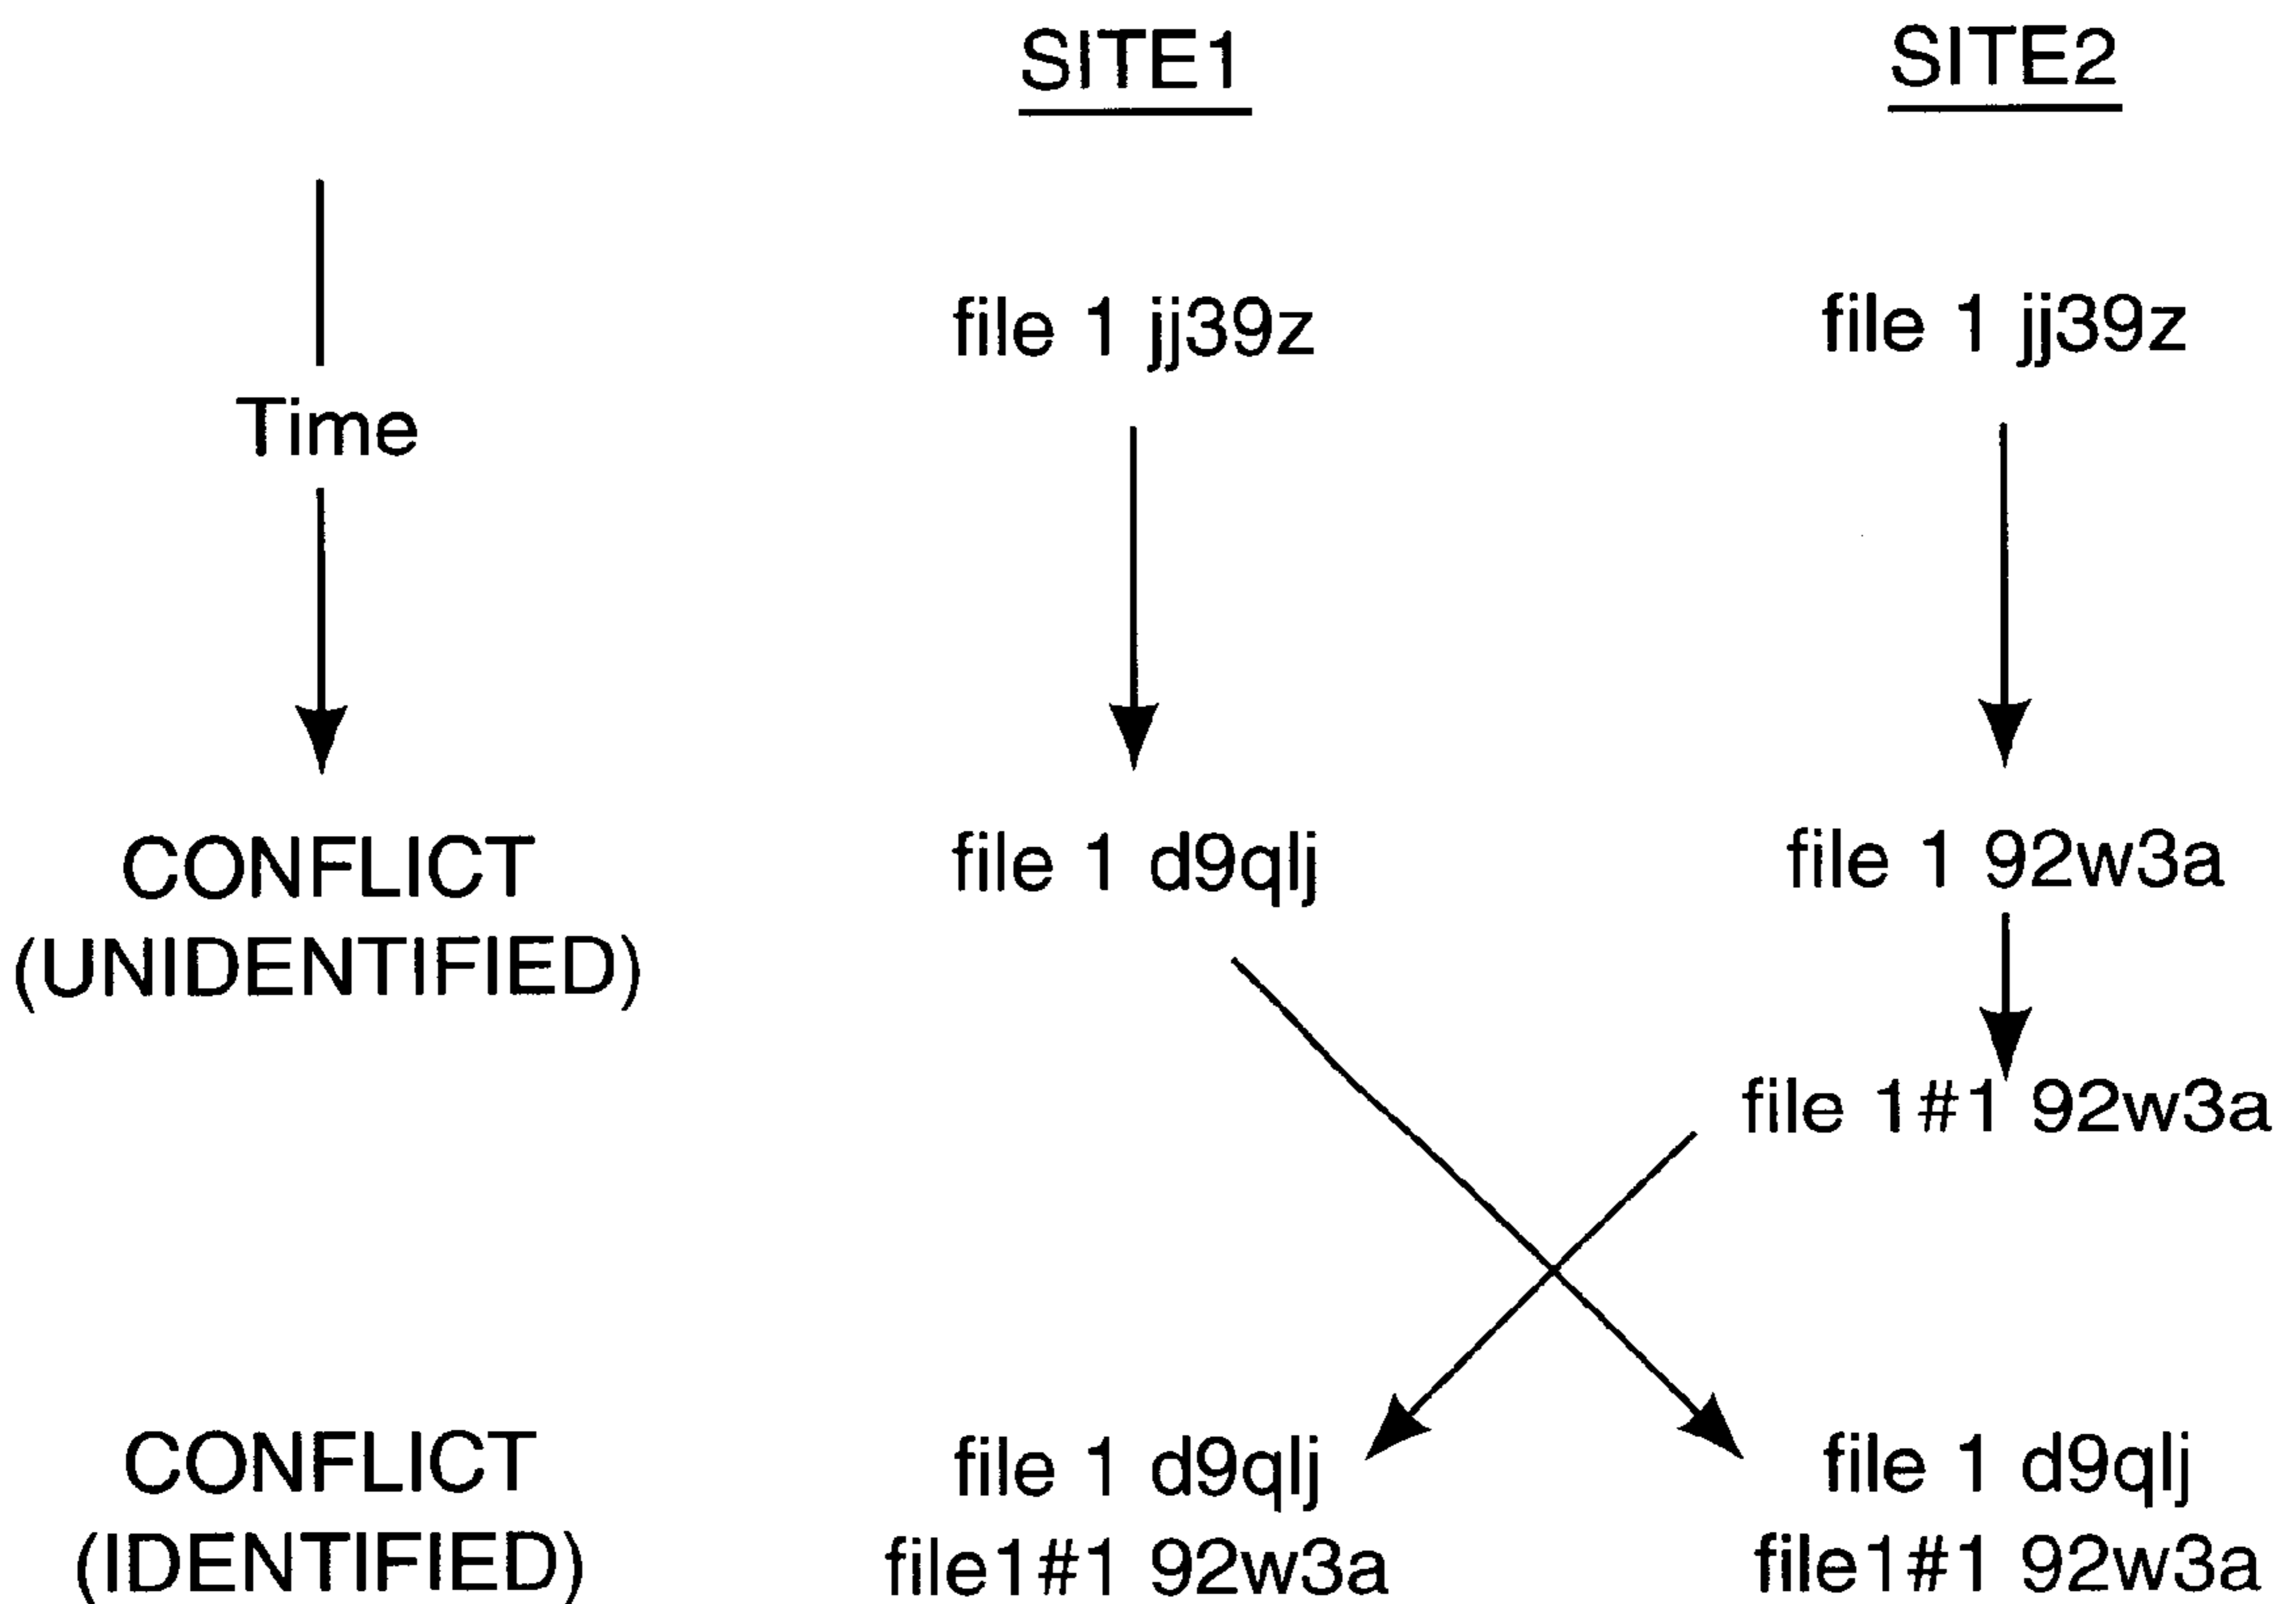 SITE1 SITE2
file 1 jj39z file 1 jj39z
Time
CONFLICT file 1 d9qlj file 1 92w3a
(UNIDENTIFIED)
file 1#1 92w3a
CONFLICT file 1 d9qlj file 1 d9qlj
(IDENTIFIED) file1#1 92w3a file1#1 92w3a